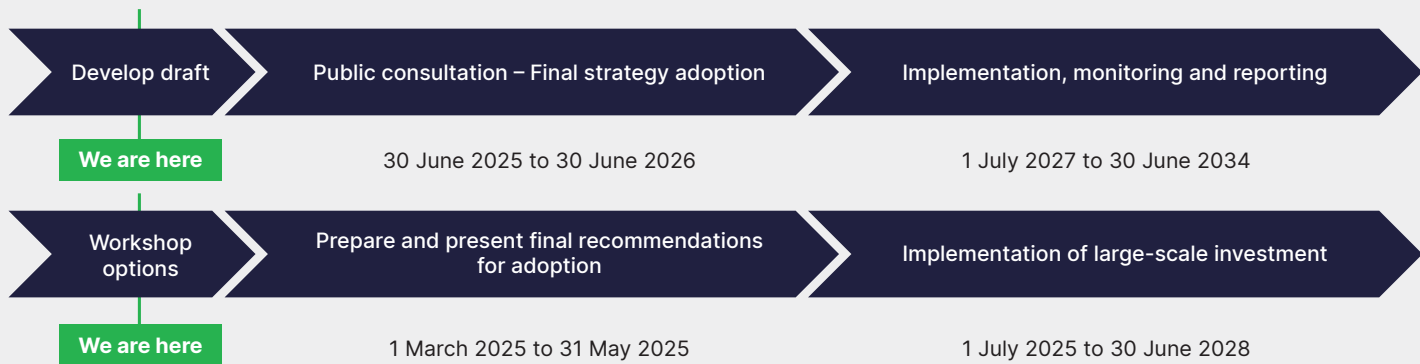 Develop draft
Public consultation – Final strategy adoption
Implementation, monitoring and reporting
We are here
30 June 2025 to 30 June 2026
1 July 2027 to 30 June 2034
Workshop
options
Prepare and present final recommendations
for adoption
Implementation of large-scale investment
We are here
1 March 2025 to 31 May 2025
1 July 2025 to 30 June 2028